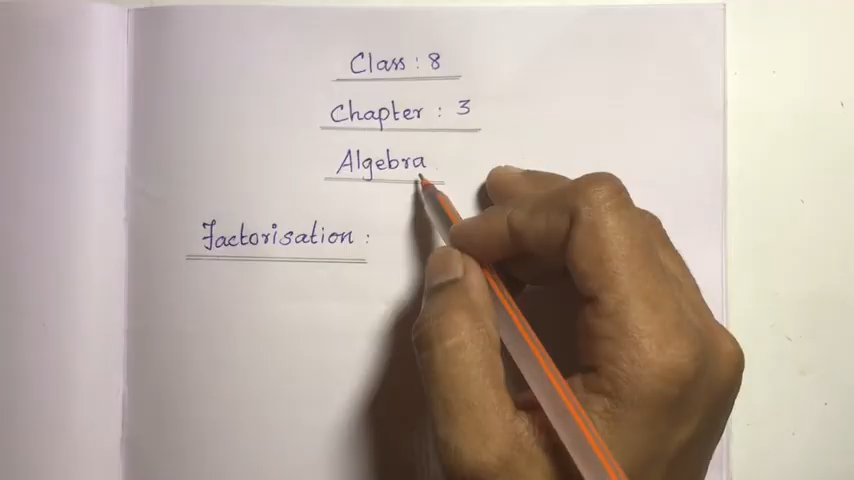 Class : 8
Chapter : 3
Algebra
Factorisation :